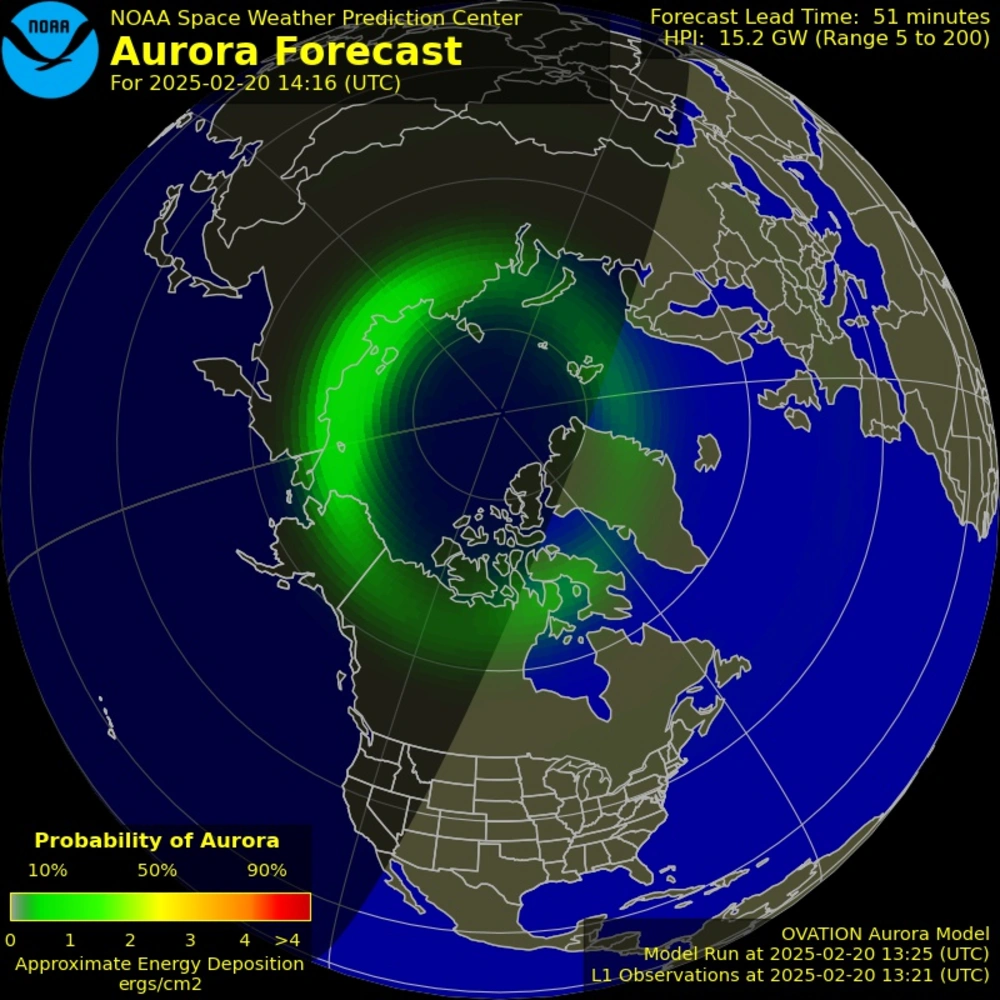 NOAA
NOAA Space Weather Prediction Center
Aurora Forecast
For 2025-02-20 14:16 (UTC)
Forecast Lead Time: 51 minutes
HPI: 15.2 GW (Range 5 to 200)
Probability of Aurora
10% 50% 90%
0 1 2 3 4 >4
Approximate Energy Deposition
ergs/cm2
OVATION Aurora Model
Model Run at 2025-02-20 13:25 (UTC)
L1 Observations at 2025-02-20 13:21 (UTC)